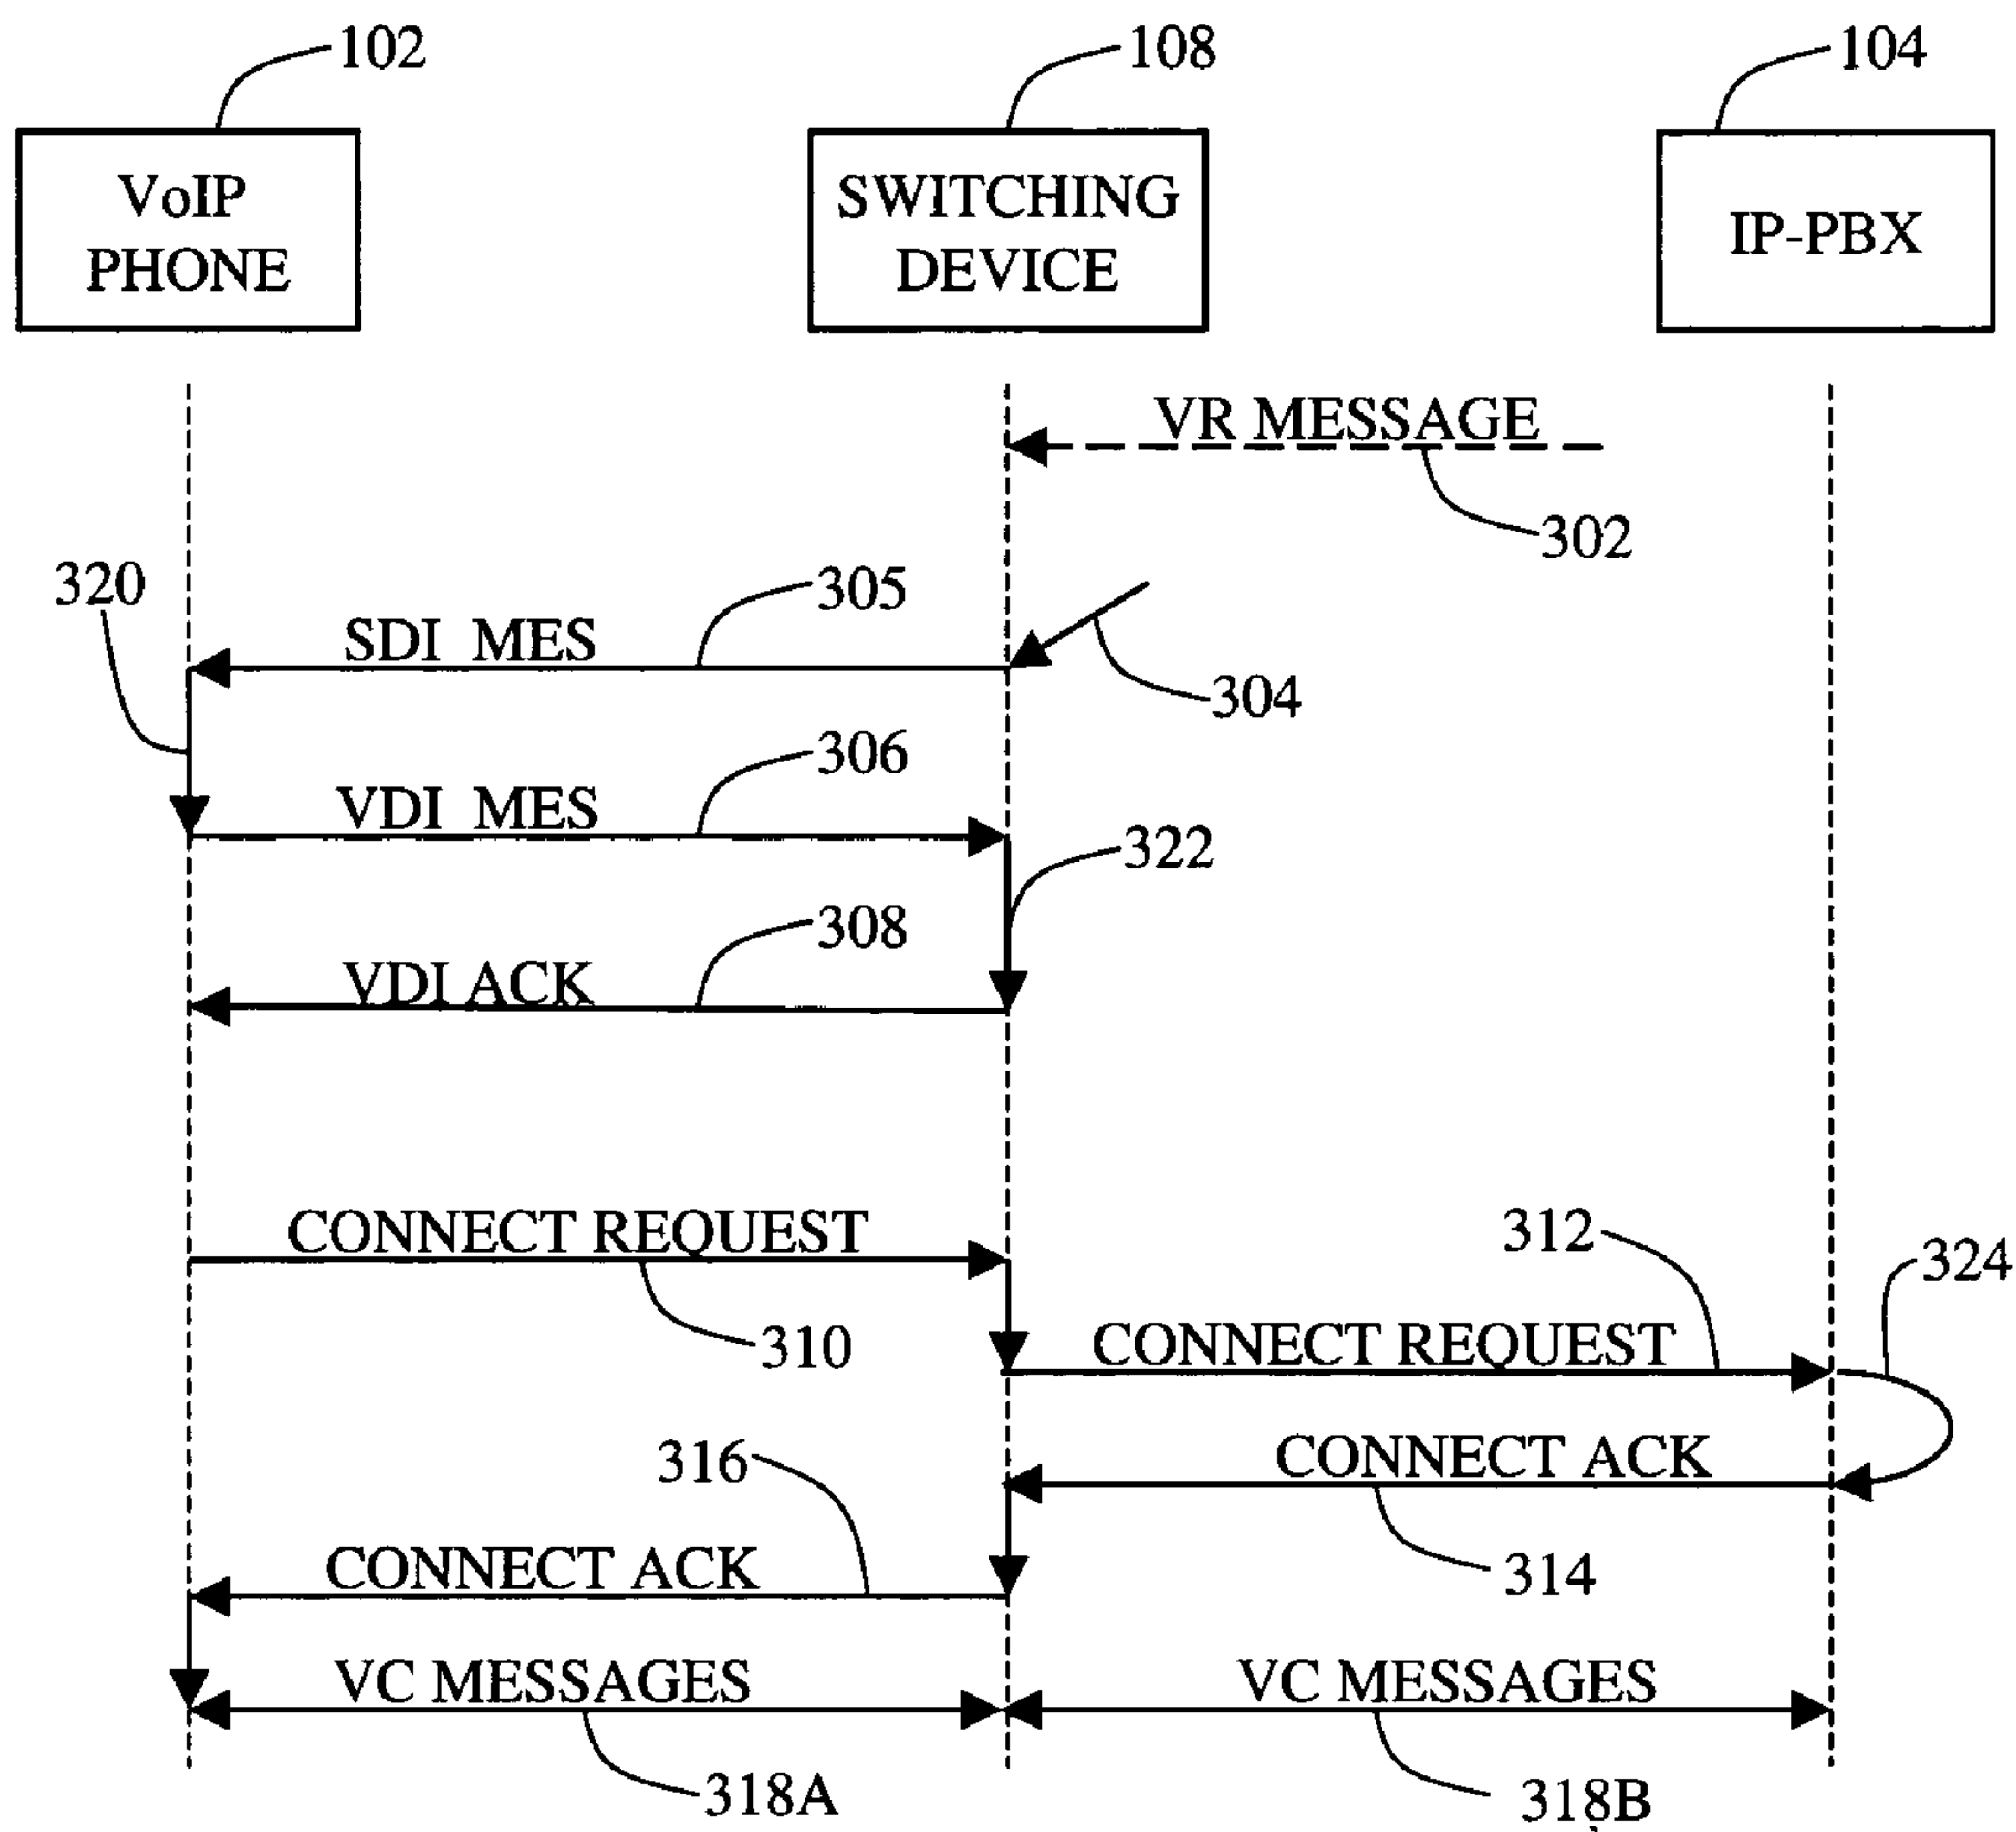 102
108
104
VoIP
PHONE
SWITCHING
DEVICE
IP-PBX
VR MESSAGE
302
320
305
SDI MES
304
306
VDI MES
322
308
VDI ACK
CONNECT REQUEST
312
324
310
CONNECT REQUEST
316
CONNECT ACK
CONNECT ACK
314
VC MESSAGES
VC MESSAGES
318A
318B